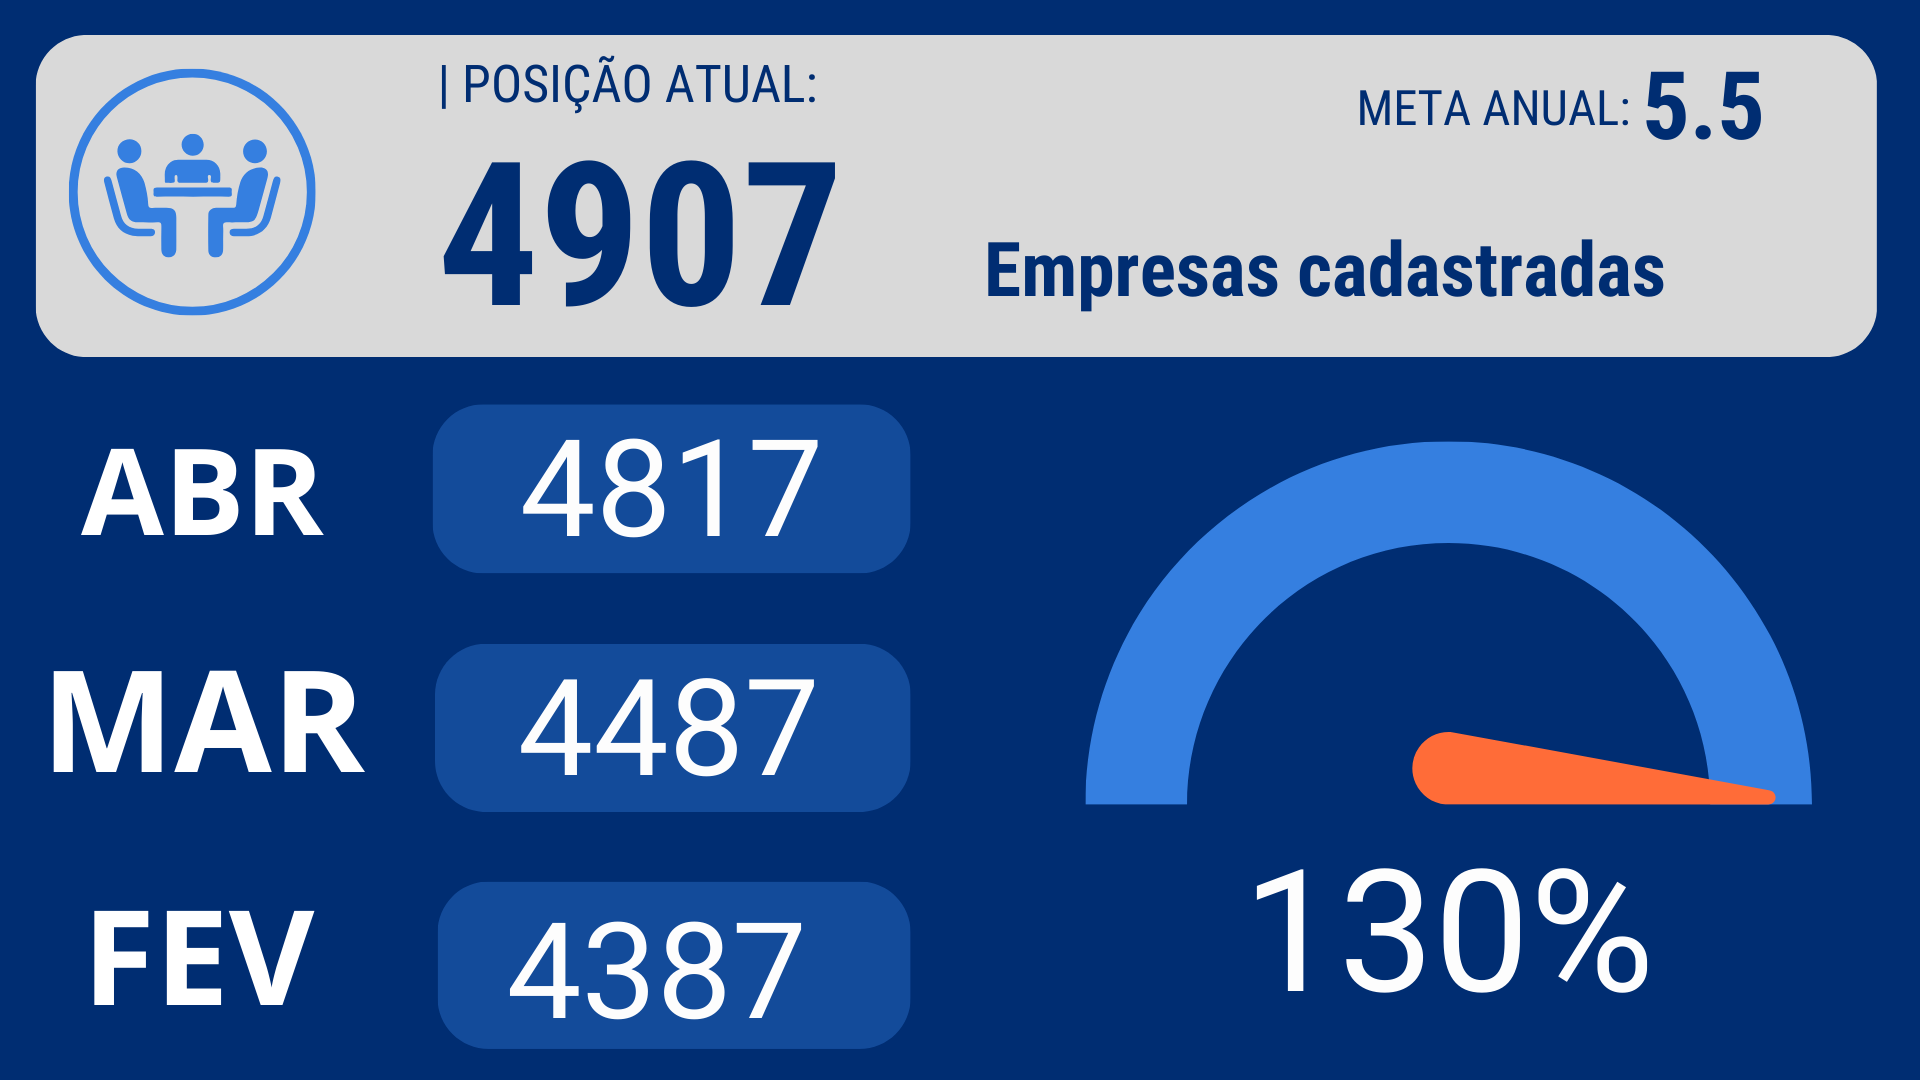 | POSIÇÃO ATUAL:
META ANUAL: 5.5
4907
Empresas cadastradas
ABR 4817
MAR 4487
FEV 4387
130%